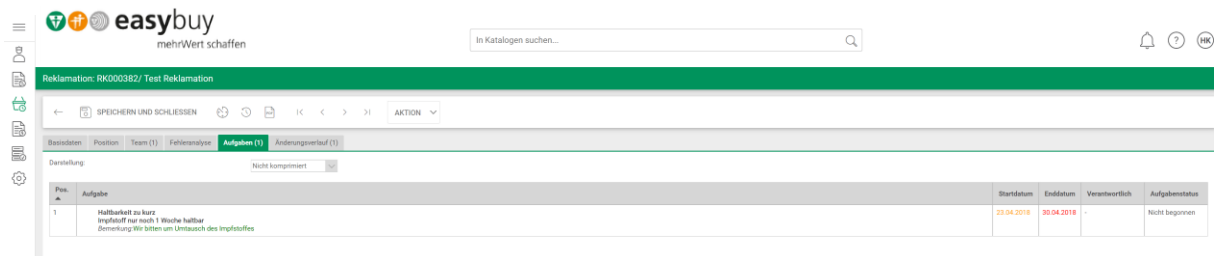 easybuy
mehrWert schaffen
In Katalogen suchen...
?
HK
Reklamation: RK000382/ Test Reklamation
SPEICHERN UND SCHLIESSEN
AKTION
Basisdaten Position Team (1) Fehleranalyse Aufgaben (1) Änderungsverlauf (1)
Darstellung: Nicht komprimiert
Pos. Aufgabe Startdatum Enddatum Verantwortlich Aufgabenstatus
1 Haltbarkeit zu kurz 23.04.2018 30.04.2018 - Nicht begonnen
Impfstoff nur noch 1 Woche haltbar
Bemerkung:Wir bitten um Umtausch des Impfstoffes